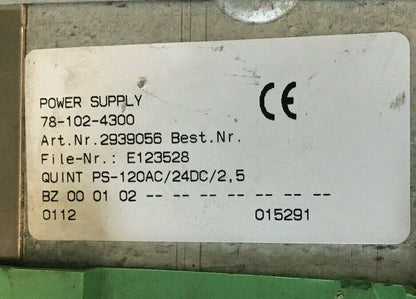 POWER SUPPLY CE
78-102-4300
Art.Nr.2939056 Best.Nr.
File-Nr.: E123528
QUINT PS-120AC/24DC/2,5
BZ 00 01 02 -- -- -- -- -- -- -- --
0112 015291